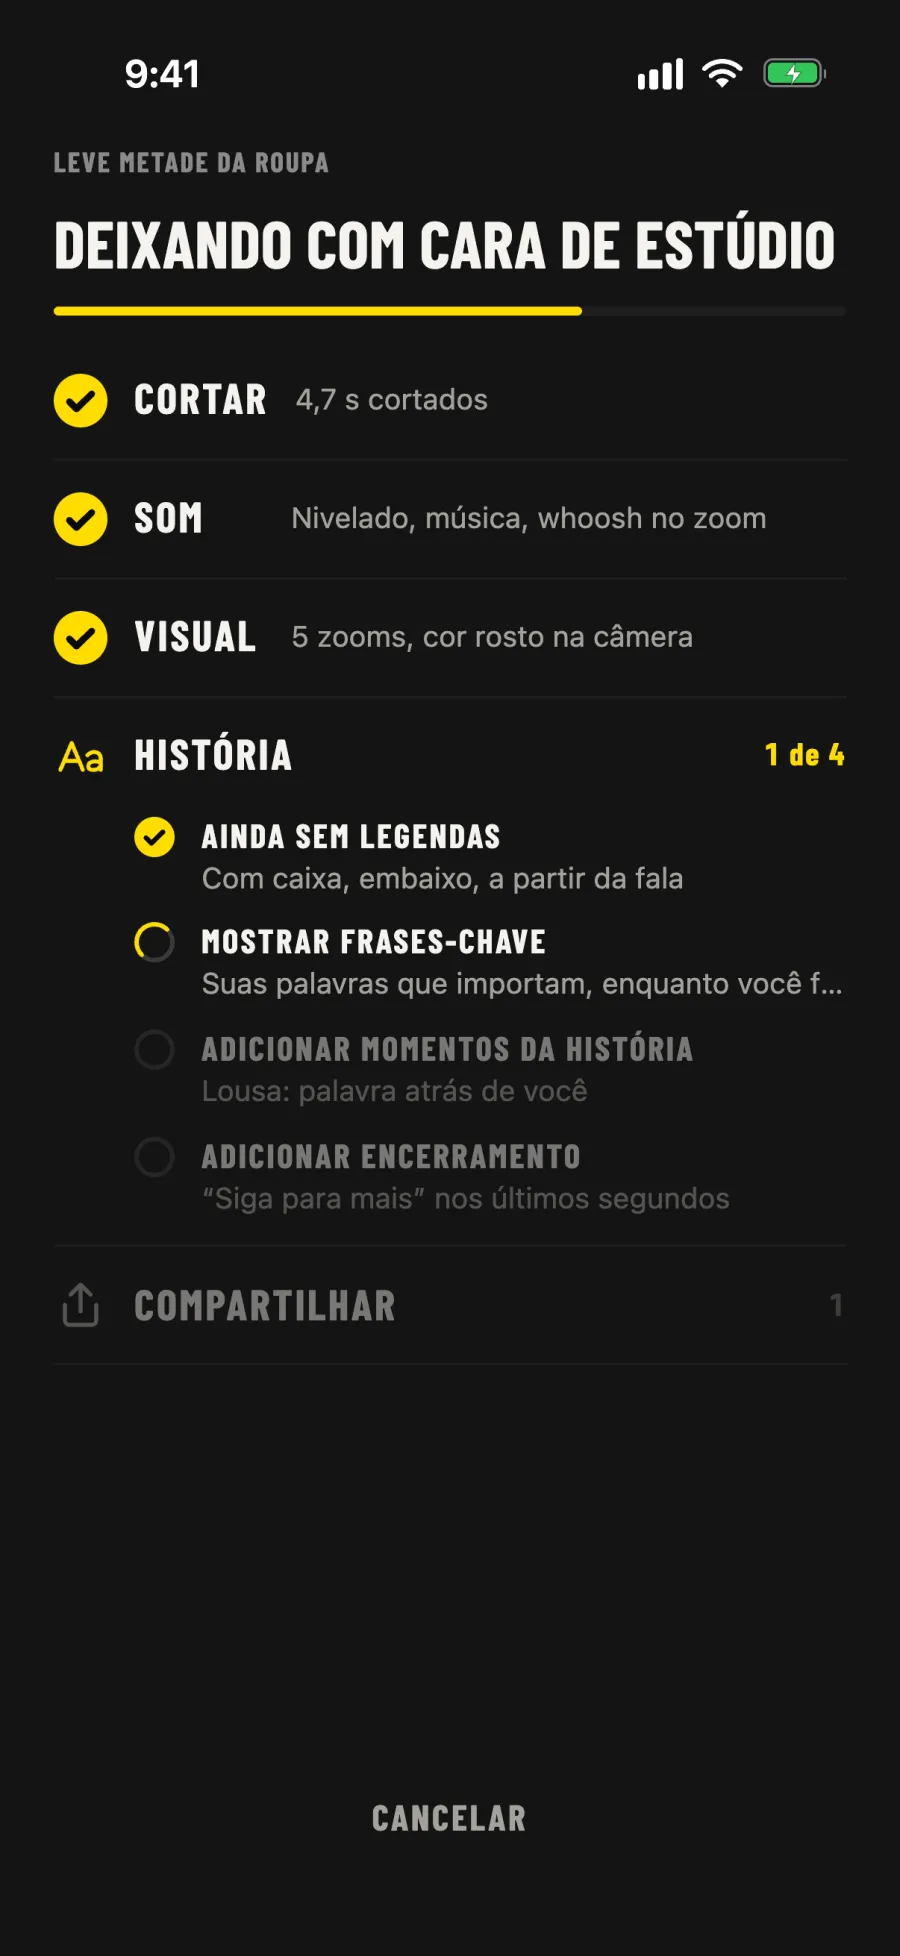 9:41
LEVE METADE DA ROUPA
DEIXANDO COM CARA DE ESTÚDIO
CORTAR 4,7 s cortados
SOM Nivelado, música, whoosh no zoom
VISUAL 5 zooms, cor rosto na câmera
Aa HISTÓRIA 1 de 4
AINDA SEM LEGENDAS
Com caixa, embaixo, a partir da fala
MOSTRAR FRASES-CHAVE
Suas palavras que importam, enquanto você f...
ADICIONAR MOMENTOS DA HISTÓRIA
Lousa: palavra atrás de você
ADICIONAR ENCERRAMENTO
“Siga para mais” nos últimos segundos
COMPARTILHAR 1
CANCELAR